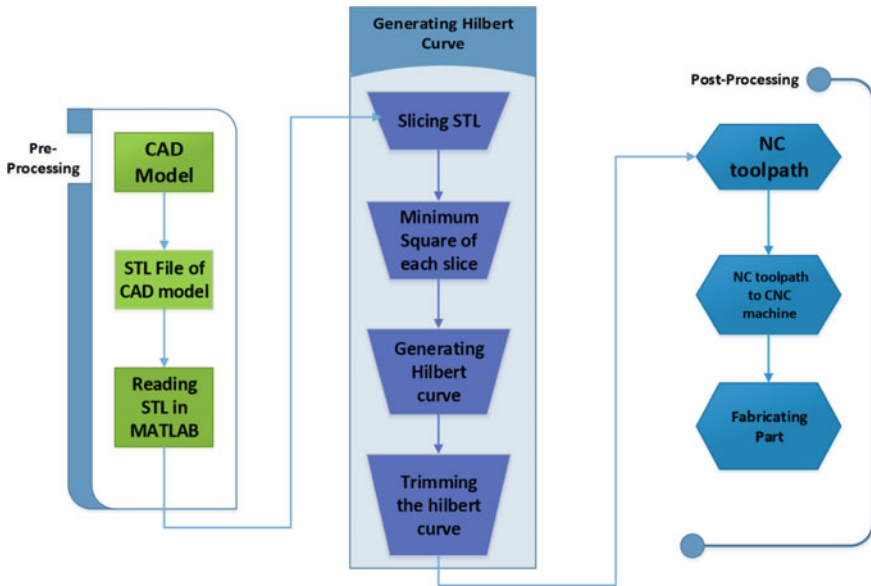 Pre-
Processing
CAD
Model
STL File of
CAD model
Reading
STL in
MATLAB
Generating Hilbert
Curve
Slicing STL
Minimum
Square of
each slice
Generating
Hilbert
curve
Trimming
the hilbert
curve
Post-Processing
NC
toolpath
NC toolpath
to CNC
machine
Fabricating
Part